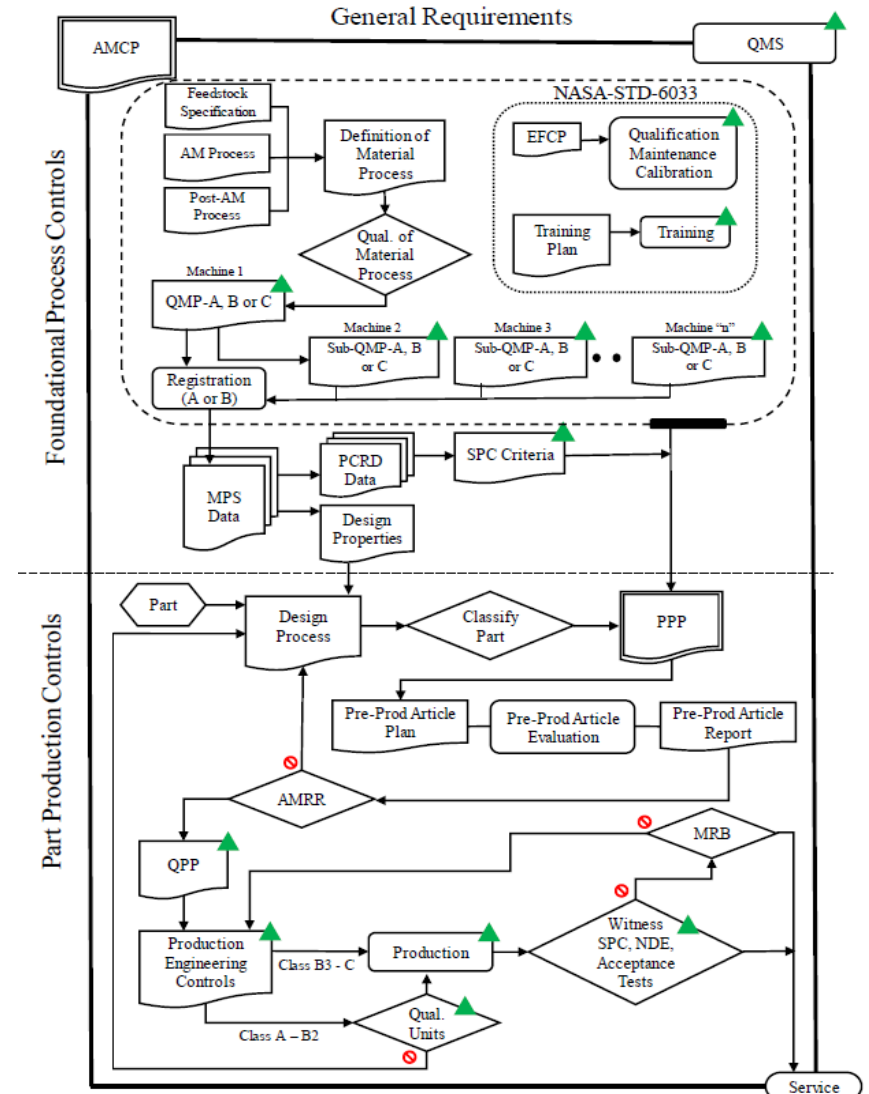 General Requirements
AMCP
QMS
Foundational Process Controls
NASA-STD-6033
Feedstock
Specification
AM Process
Post-AM
Process
Definition of
Material
Process
EFCP
Qualification
Maintenance
Calibration
Qual. of
Material
Process
Training
Plan
Training
Machine 1
QMP-A, B or C
Machine 2
Sub-QMP-A, B
or C
Machine 3
Sub-QMP-A, B
or C
Machine “n”
Sub-QMP-A, B
or C
Registration
(A or B)
MPS
Data
PCRD
Data
SPC Criteria
Design
Properties
Part Production Controls
Part
Design
Process
Classify
Part
PPP
Pre-Prod Article
Plan
Pre-Prod Article
Evaluation
Pre-Prod Article
Report
AMRR
MRB
QPP
Production
Engineering
Controls
Class B3 - C
Production
Witness
SPC, NDE,
Acceptance
Tests
Class A – B2
Qual.
Units
Service